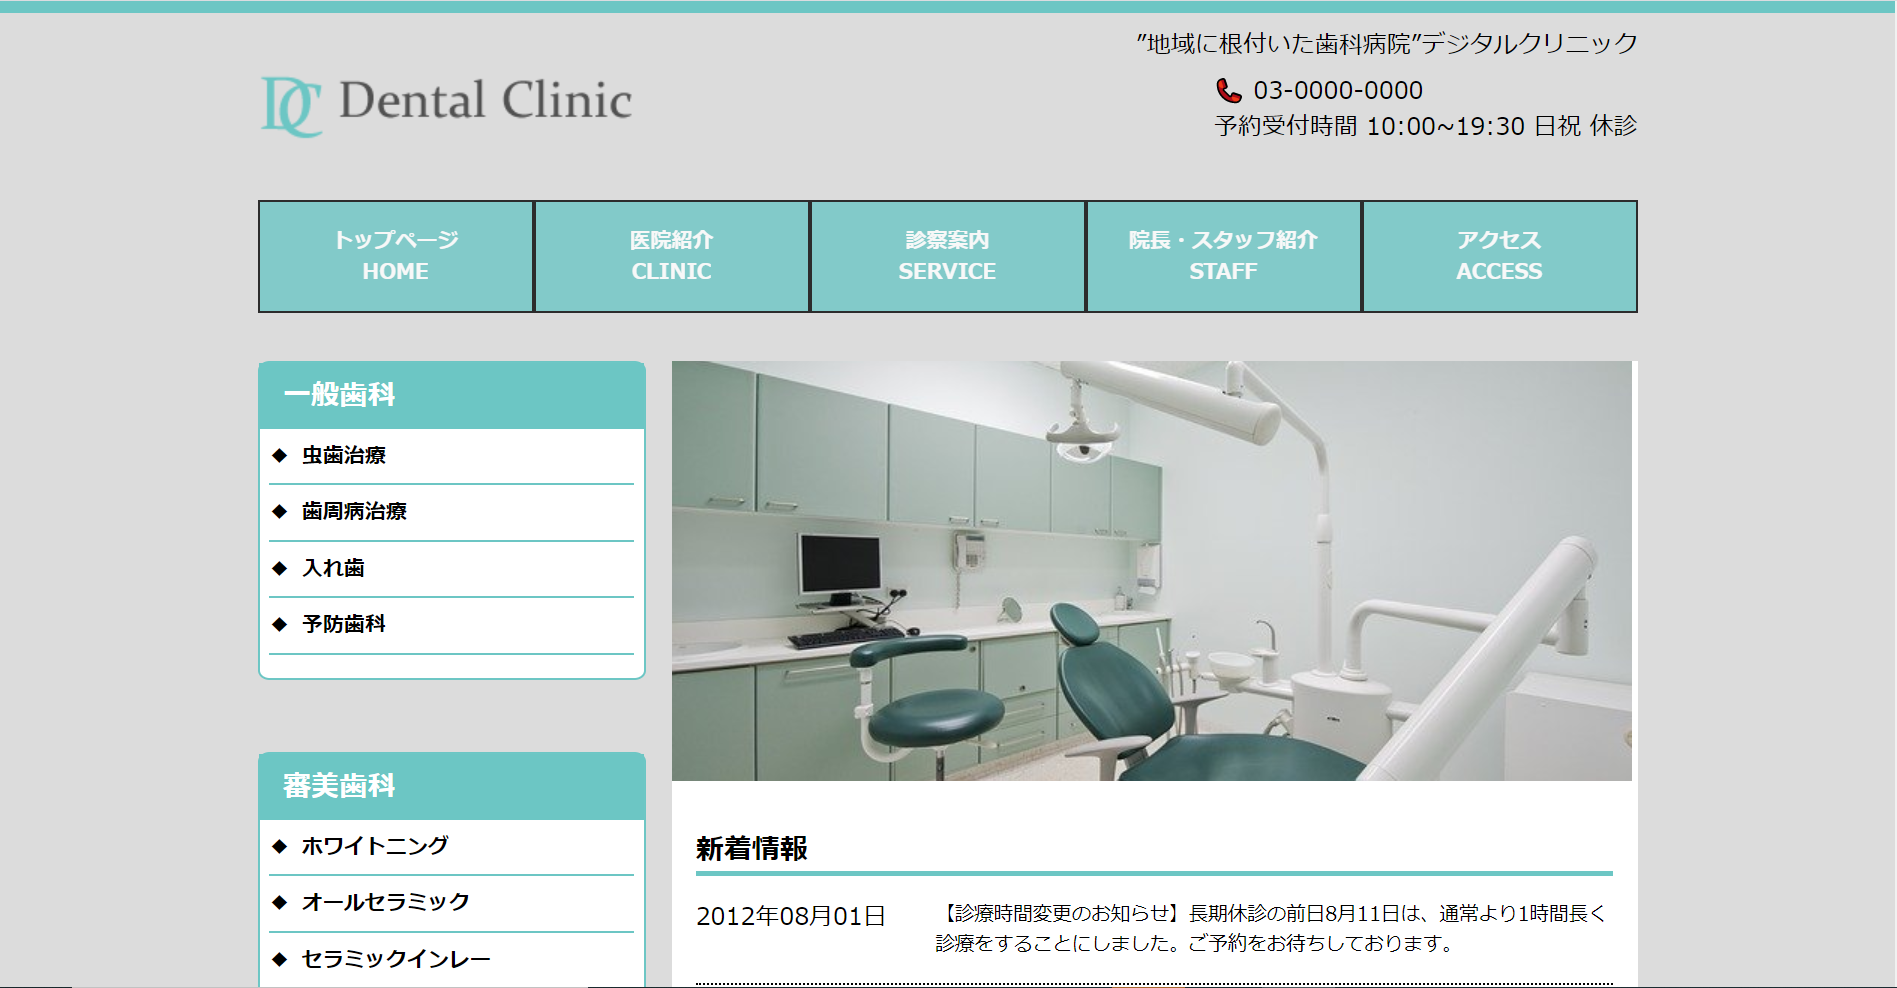 ”地域に根付いた歯科病院”デジタルクリニック
DC Dental Clinic
03-0000-0000
予約受付時間 10:00~19:30 日祝 休診
トップページ
HOME
医院紹介
CLINIC
診察案内
SERVICE
院長・スタッフ紹介
STAFF
アクセス
ACCESS
一般歯科
◆ 虫歯治療
◆ 歯周病治療
◆ 入れ歯
◆ 予防歯科
審美歯科
◆ ホワイトニング
◆ オールセラミック
◆ セラミックインレー
新着情報
2012年08月01日
【診療時間変更のお知らせ】長期休診の前日8月11日は、通常より1時間長く
診療をすることにしました。ご予約をお待ちしております。